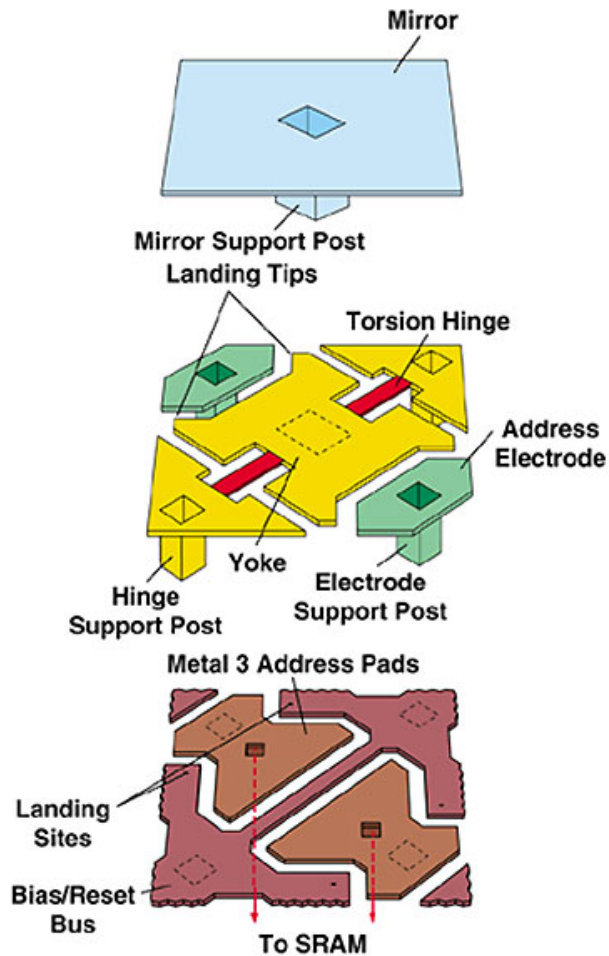 Mirror
Mirror Support Post
Landing Tips
Torsion Hinge
Address
Electrode
Yoke
Hinge
Support Post
Electrode
Support Post
Metal 3 Address Pads
Landing
Sites
Bias/Reset
Bus
To SRAM